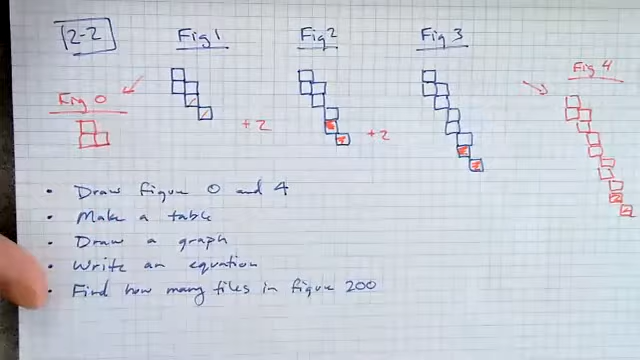 2-2
Fig 1
Fig 2
Fig 3
Fig 4
Fig 0
+2
+2
• Draw figure 0 and 4
• Make a table
• Draw a graph
• Write an equation
• Find how many tiles in figure 200